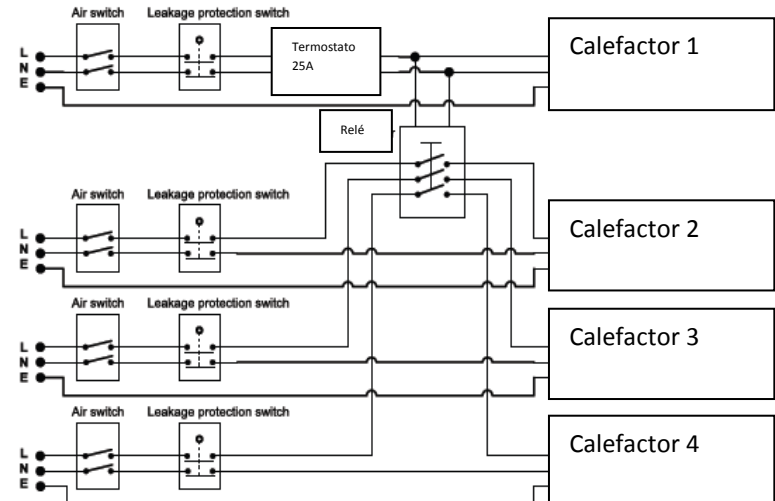 Air switch
Leakage protection switch
L
N
E
Termostato
25A
Calefactor 1
Relé
Air switch
Leakage protection switch
L
N
E
Calefactor 2
Air switch
Leakage protection switch
L
N
E
Calefactor 3
Air switch
Leakage protection switch
L
N
E
Calefactor 4